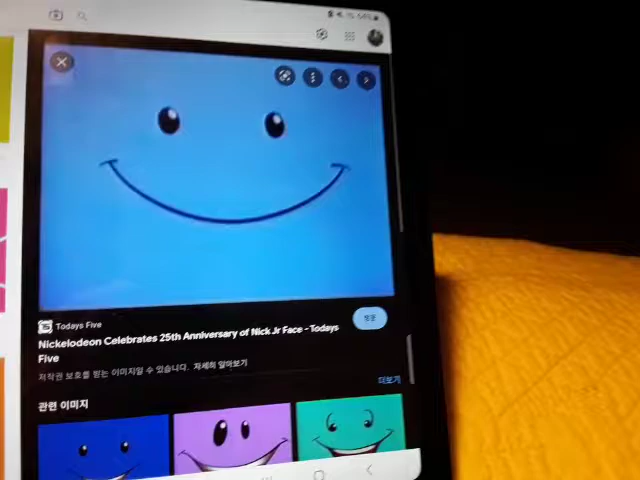 Todays Five
Nickelodeon Celebrates 25th Anniversary of Nick Jr Face - Todays
Five
방문
저작권 보호를 받는 이미지일 수 있습니다. 자세히 알아보기
더보기
관련 이미지